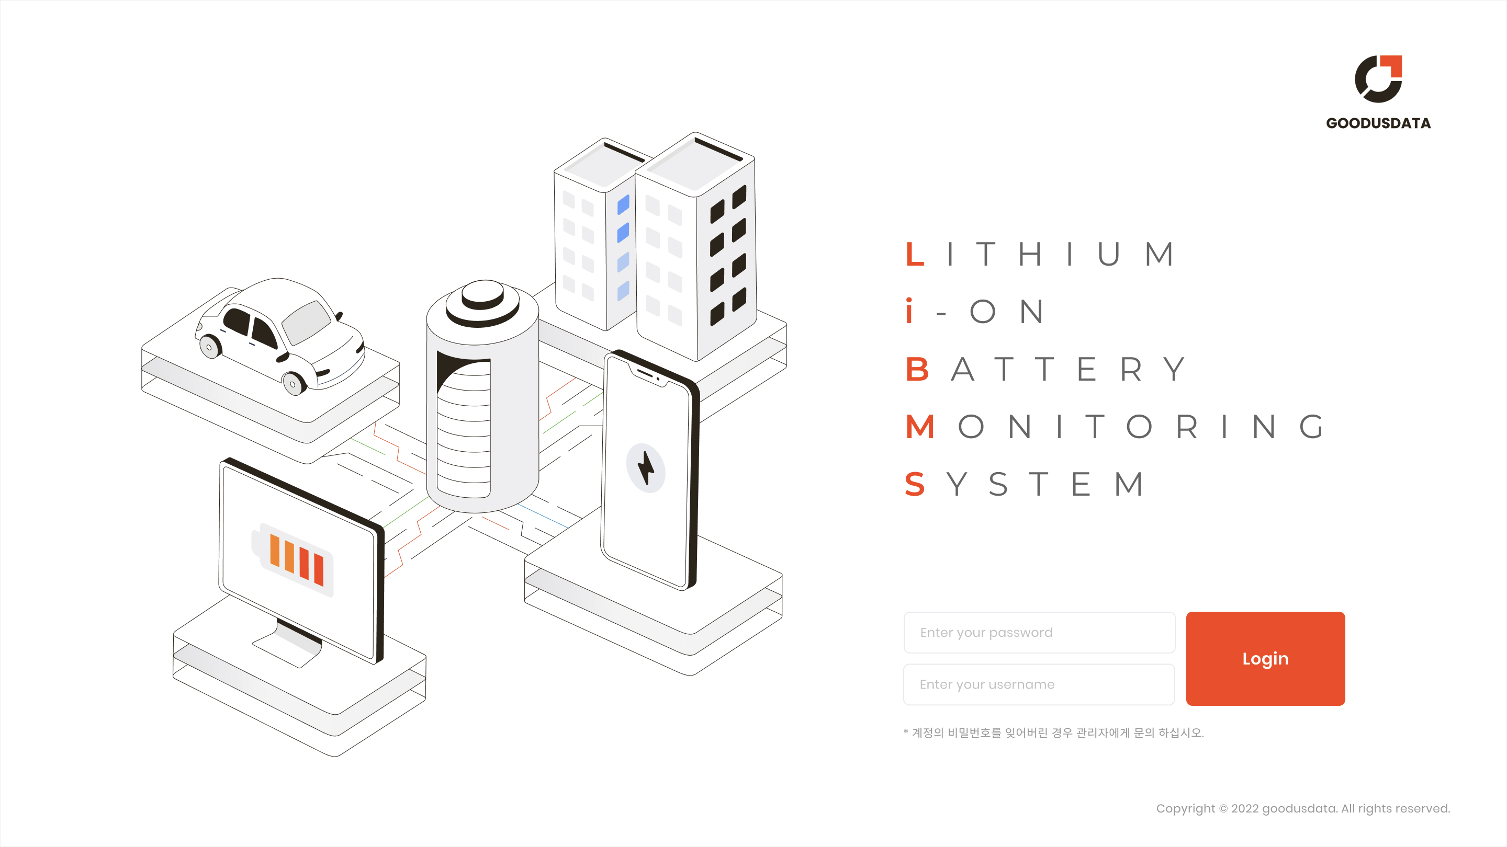 GOODUSDATA
LITHIUM
i-ON
BATTERY
MONITORING
SYSTEM
Enter your password
Enter your username
Login
* 계정의 비밀번호를 잊어버린 경우 관리자에게 문의 하십시오.
Copyright © 2022 goodusdata. All rights reserved.